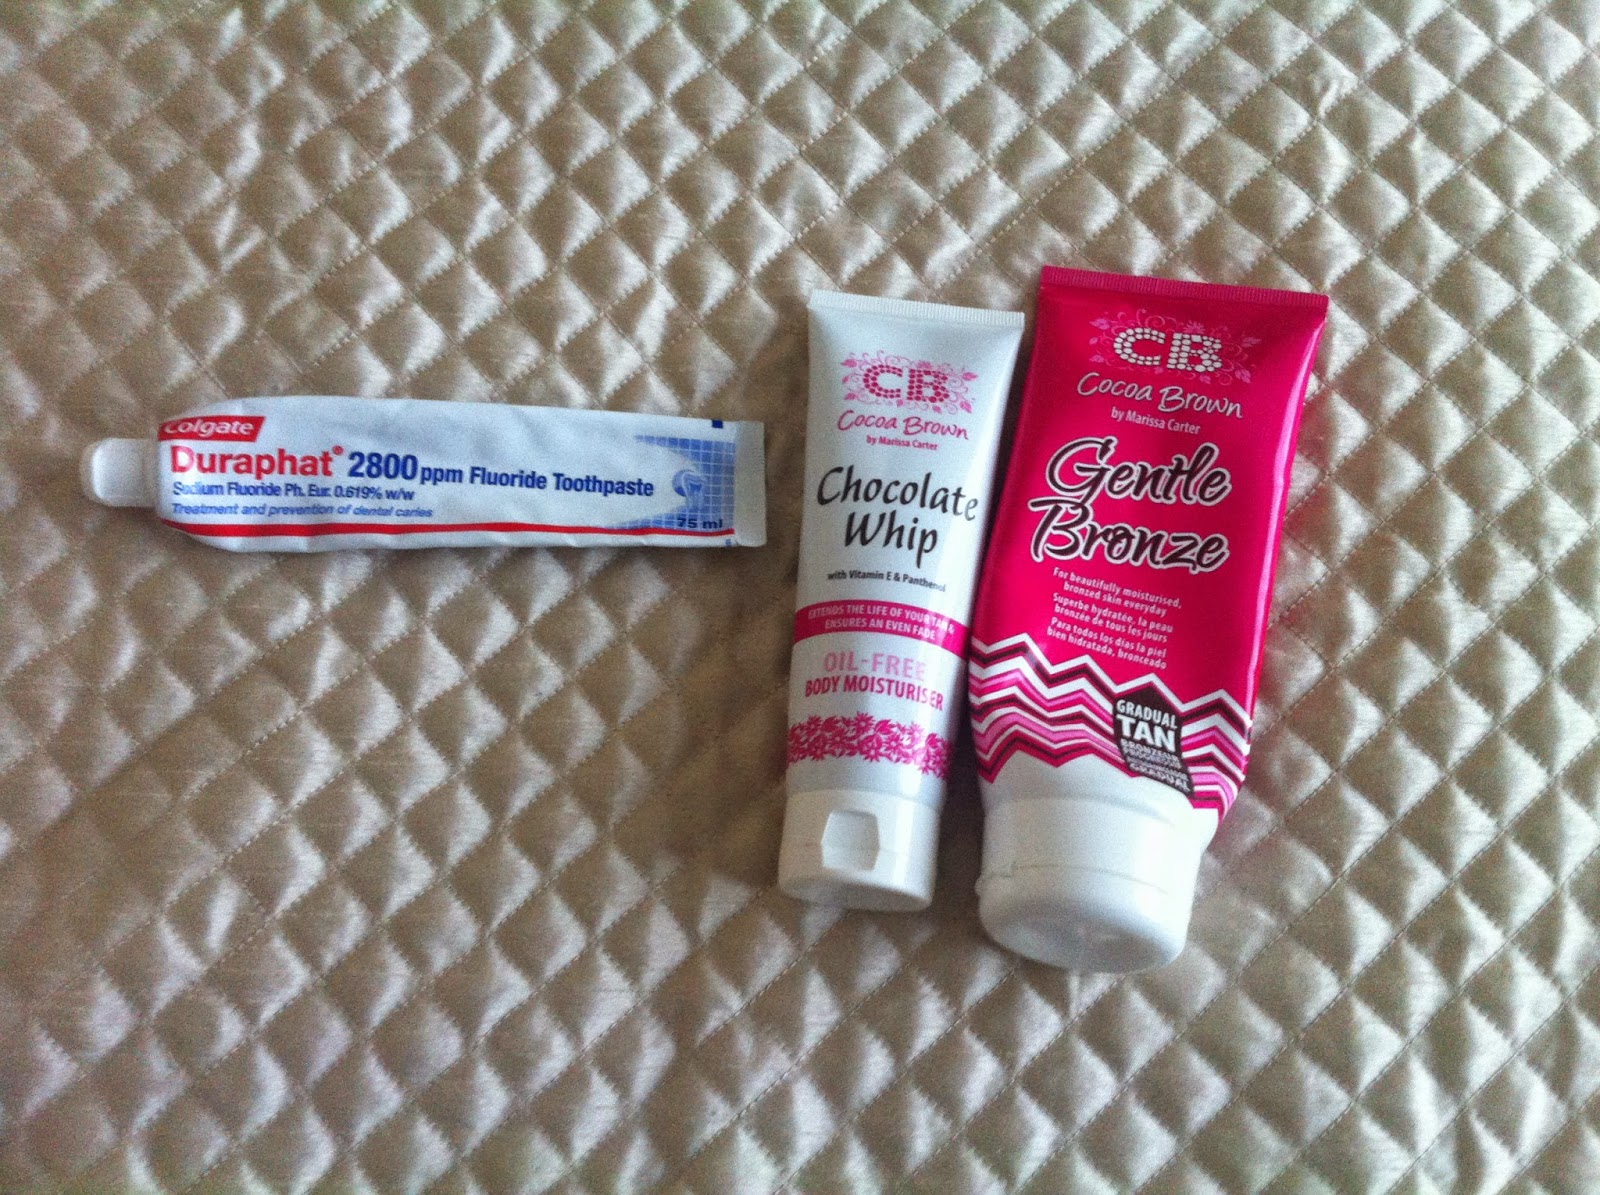 Colgate
Duraphat® 2800 ppm Fluoride Toothpaste
Sodium Fluoride Ph. Eur. 0.619% w/w
Treatment and prevention of dental caries
75 ml
CB
Cocoa Brown
by Marissa Carter
Chocolate
Whip
with Vitamin E & Panthenol
EXTENDS THE LIFE OF YOUR TAN &
ENSURES AN EVEN FADE
OIL-FREE
BODY MOISTURISER
CB
Cocoa Brown
by Marissa Carter
Gentle
Bronze
For beautifully moisturised,
bronzed skin everyday
Superbe hydratée, la peau
bronzée de tous les jours
Para todos los dias la piel
bien hidratada, bronceado
GRADUAL
TAN
GRADUAL